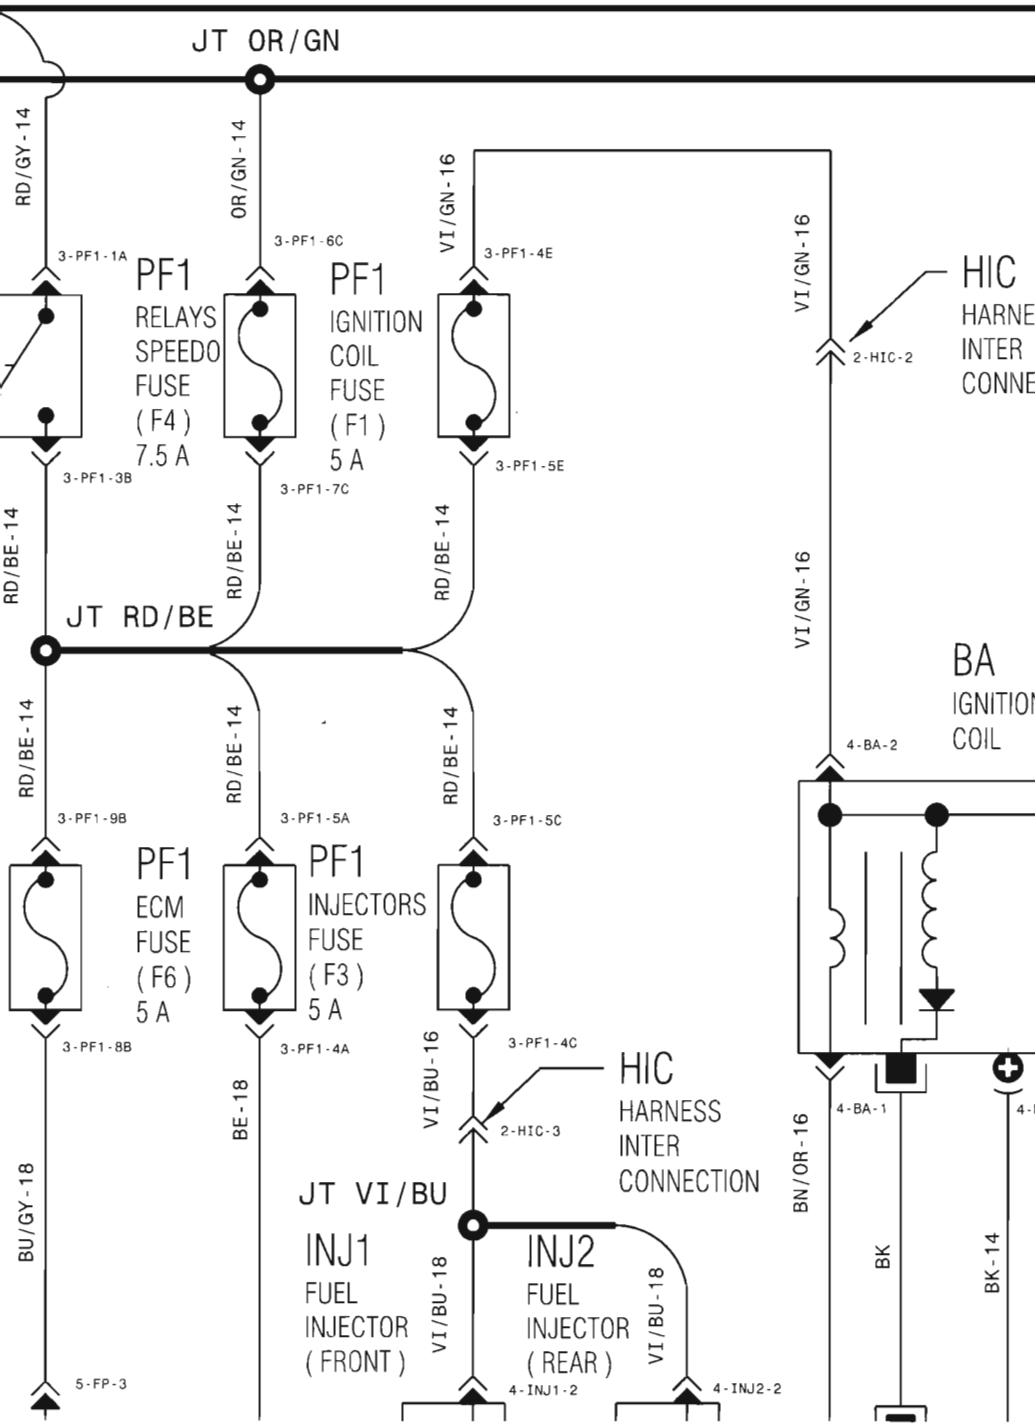 JT OR/GN
RD/GY-14
OR/GN-14
VI/GN-16
VI/GN-16
3-PF1-1A
3-PF1-6C
3-PF1-4E
PF1
RELAYS
SPEEDO
FUSE
(F4)
7.5 A
PF1
IGNITION
COIL
FUSE
(F1)
5 A
HIC
HARNE
INTER
CONNE
2-HIC-2
3-PF1-3B
3-PF1-7C
3-PF1-5E
RD/BE-14
RD/BE-14
RD/BE-14
VI/GN-16
JT RD/BE
BA
IGNITION
COIL
RD/BE-14
RD/BE-14
RD/BE-14
4-BA-2
3-PF1-9B
3-PF1-5A
3-PF1-5C
PF1
ECM
FUSE
(F6)
5 A
PF1
INJECTORS
FUSE
(F3)
5 A
3-PF1-8B
3-PF1-4A
3-PF1-4C
VI/BU-16
HIC
HARNESS
INTER
CONNECTION
2-HIC-3
BE-18
4-BA-1
4-
BN/OR-16
BU/GY-18
JT VI/BU
INJ1
FUEL
INJECTOR
(FRONT)
VI/BU-18
INJ2
FUEL
INJECTOR
(REAR)
VI/BU-18
BK
BK-14
5-FP-3
4-INJ1-2
4-INJ2-2